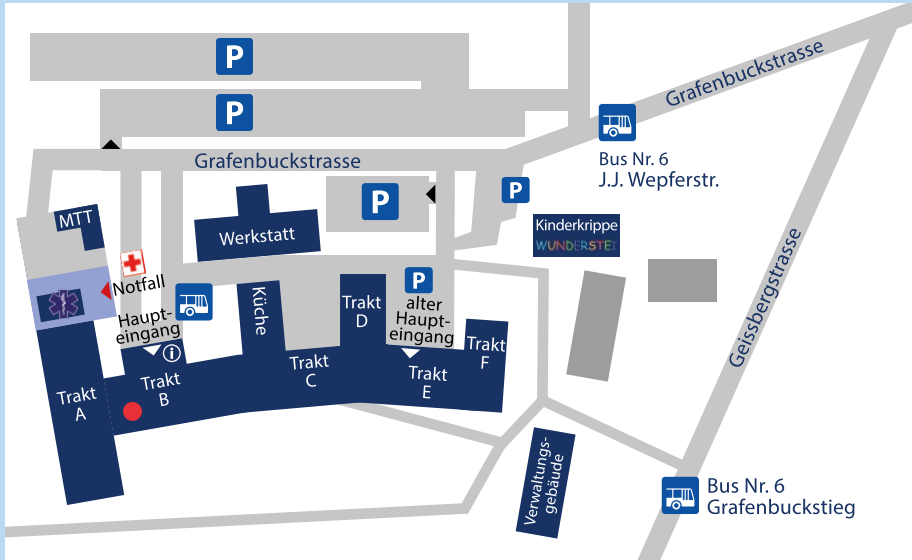 P
P
Grafenbuckstrasse
Grafenbuckstrasse
Bus Nr. 6
J.J. Wepferstr.
P
P
MTT
Werkstatt
Kinderkrippe
WUNDERSTEI
Notfall
Haupt-
eingang
i
Küche
Trakt
D
P
alter
Haupt-
eingang
Trakt
F
Trakt
A
Trakt
B
Trakt
C
Trakt
E
Geissbergstrasse
Verwaltungs-
gebäude
Bus Nr. 6
Grafenbuckstieg